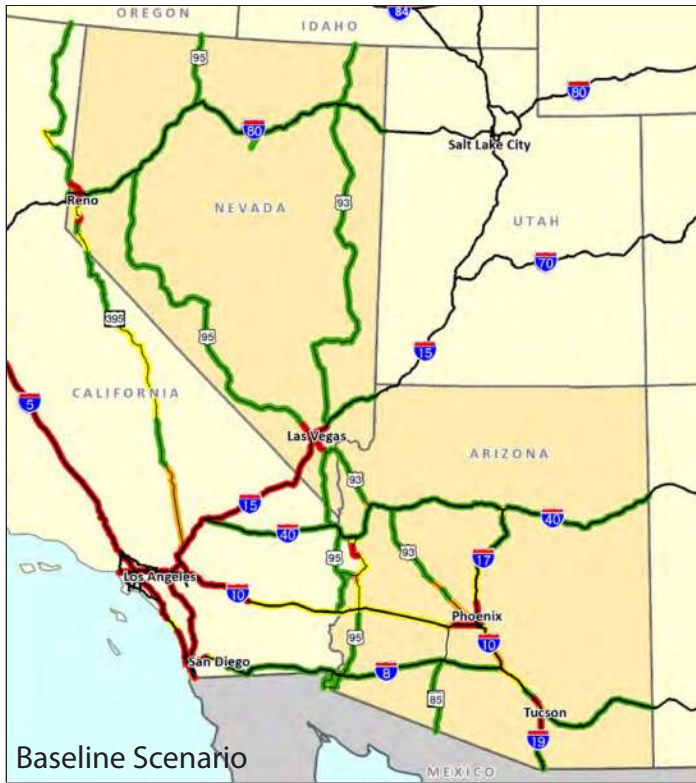 OREGON
IDAHO
84
95
80
80
Salt Lake City
Reno
NEVADA
93
UTAH
70
395
95
15
5
CALIFORNIA
Las Vegas
ARIZONA
93
15
40
40
95
93
17
Los Angeles
10
Phoenix
95
10
San Diego
8
85
Tucson
19
Baseline Scenario
MEXICO